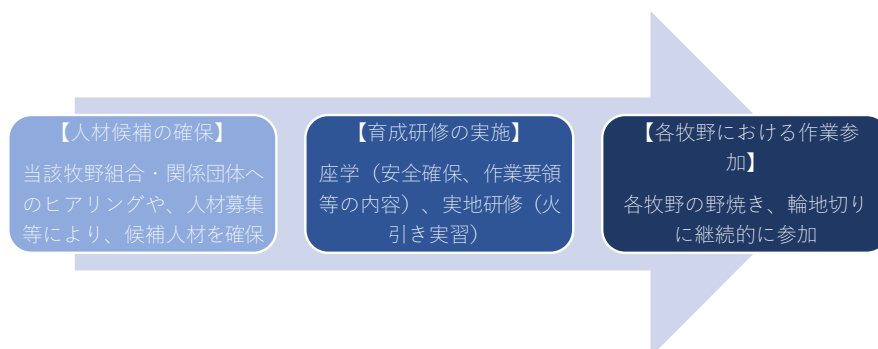 【人材候補の確保】
当該牧野組合・関係団体へ
のヒアリングや、人材募集
等により、候補人材を確保
【育成研修の実施】
座学（安全確保、作業要領
等の内容）、実地研修（火
引き実習）
【各牧野における作業参
加】
各牧野の野焼き、輪地切り
に継続的に参加